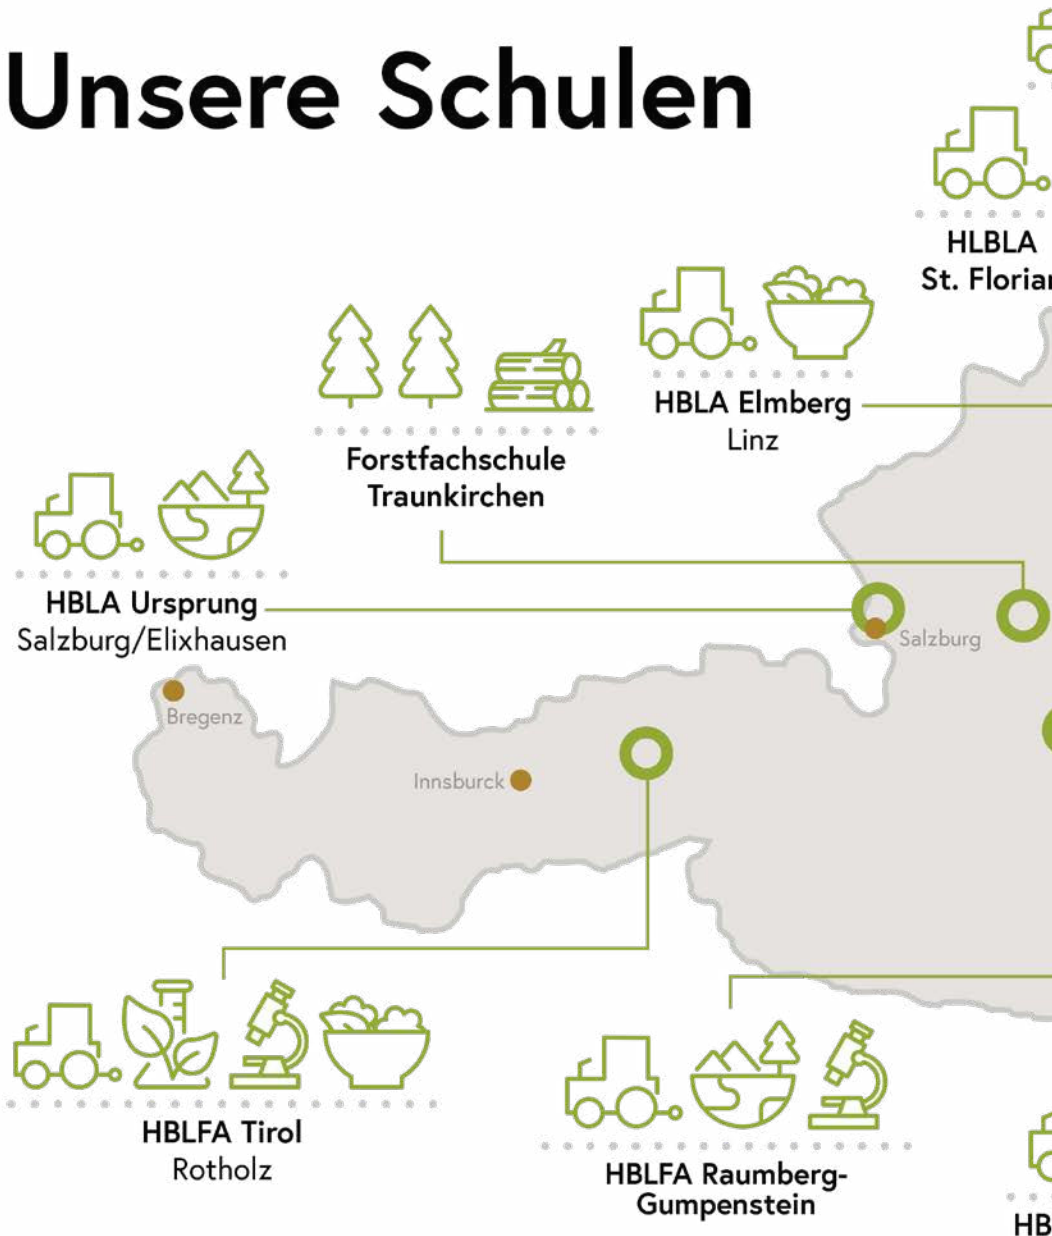 Unsere Schulen
HLBLA
St. Florian
HBLA Elmberg
Linz
Forstfachschule
Traunkirchen
HBLA Ursprung
Salzburg/Elixhausen
Salzburg
Bregenz
Innsburck
HBLFA Tirol
Rotholz
HBLFA Raumberg-
Gumpenstein
HB